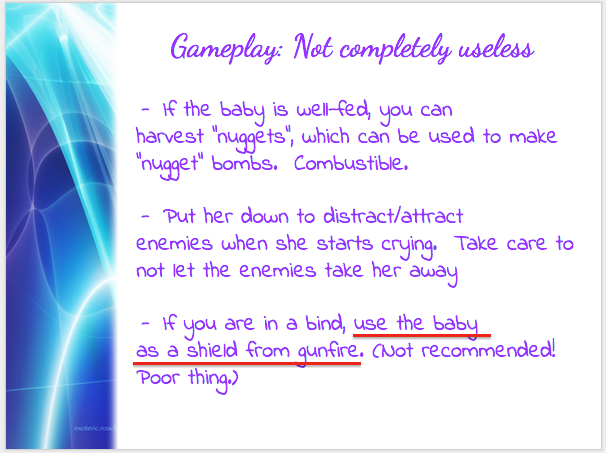 Gameplay: Not completely useless
- If the baby is well-fed, you can
harvest "nuggets", which can be used to make
"nugget" bombs. Combustible.
- Put her down to distract/attract
enemies when she starts crying. Take care to
not let the enemies take her away
- If you are in a bind, use the baby
as a shield from gunfire. (Not recommended!
Poor thing.)